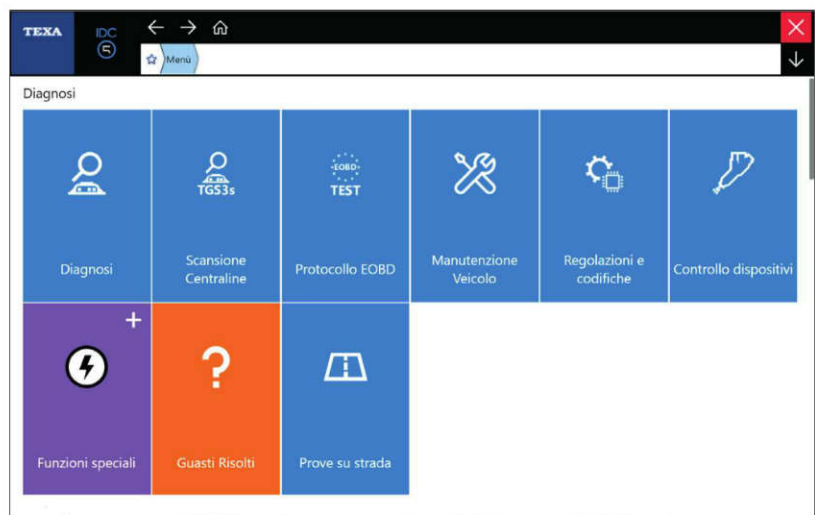 TEXA
IDC
5
Menù
Diagnosi
Diagnosi
TGS3s
Scansione
Centraline
EOBD
TEST
Protocollo EOBD
Manutenzione
Veicolo
Regolazioni e
codifiche
Controllo dispositivi
Funzioni speciali
?
Guasti Risolti
Prove su strada